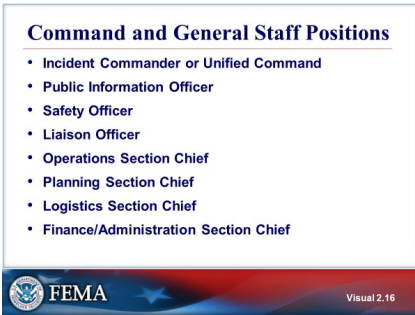 Command and General Staff Positions
• Incident Commander or Unified Command
• Public Information Officer
• Safety Officer
• Liaison Officer
• Operations Section Chief
• Planning Section Chief
• Logistics Section Chief
• Finance/Administration Section Chief
FEMA
Visual 2.16